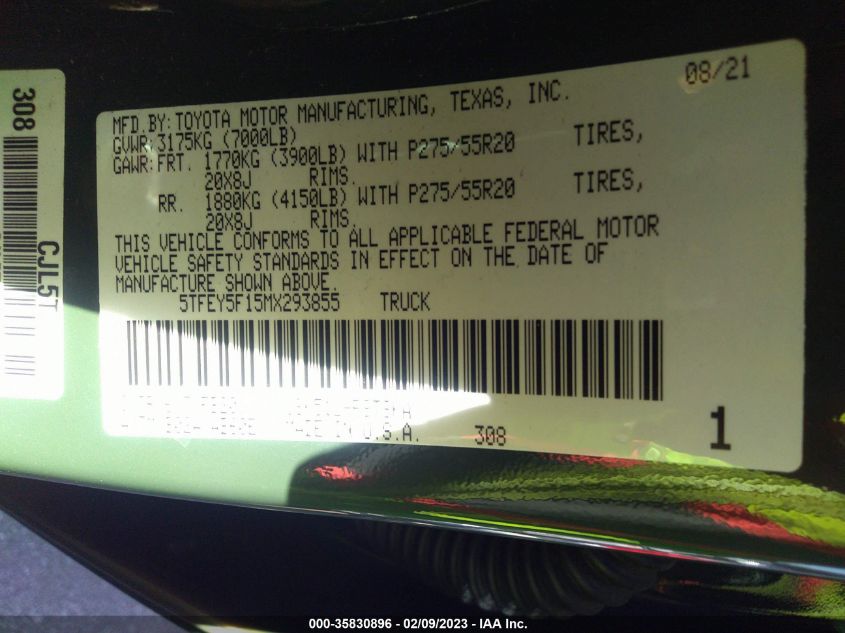 308
CJL5T
08/21
MFD.BY:TOYOTA MOTOR MANUFACTURING, TEXAS, INC.
GVWR 3175KG (7000LB)
GAWR:FRT. 1770KG (3900LB) WITH P275/55R20 TIRES,
20X8J RIMS.
RR. 1880KG (4150LB) WITH P275/55R20 TIRES,
20X8J RIMS.
THIS VEHICLE CONFORMS TO ALL APPLICABLE FEDERAL MOTOR
VEHICLE SAFETY STANDARDS IN EFFECT ON THE DATE OF
MANUFACTURE SHOWN ABOVE.
5TFEY5F15MX293855 TRUCK
IN U.S.A. 308
1
000-35830896 - 02/09/2023 - IAA Inc.